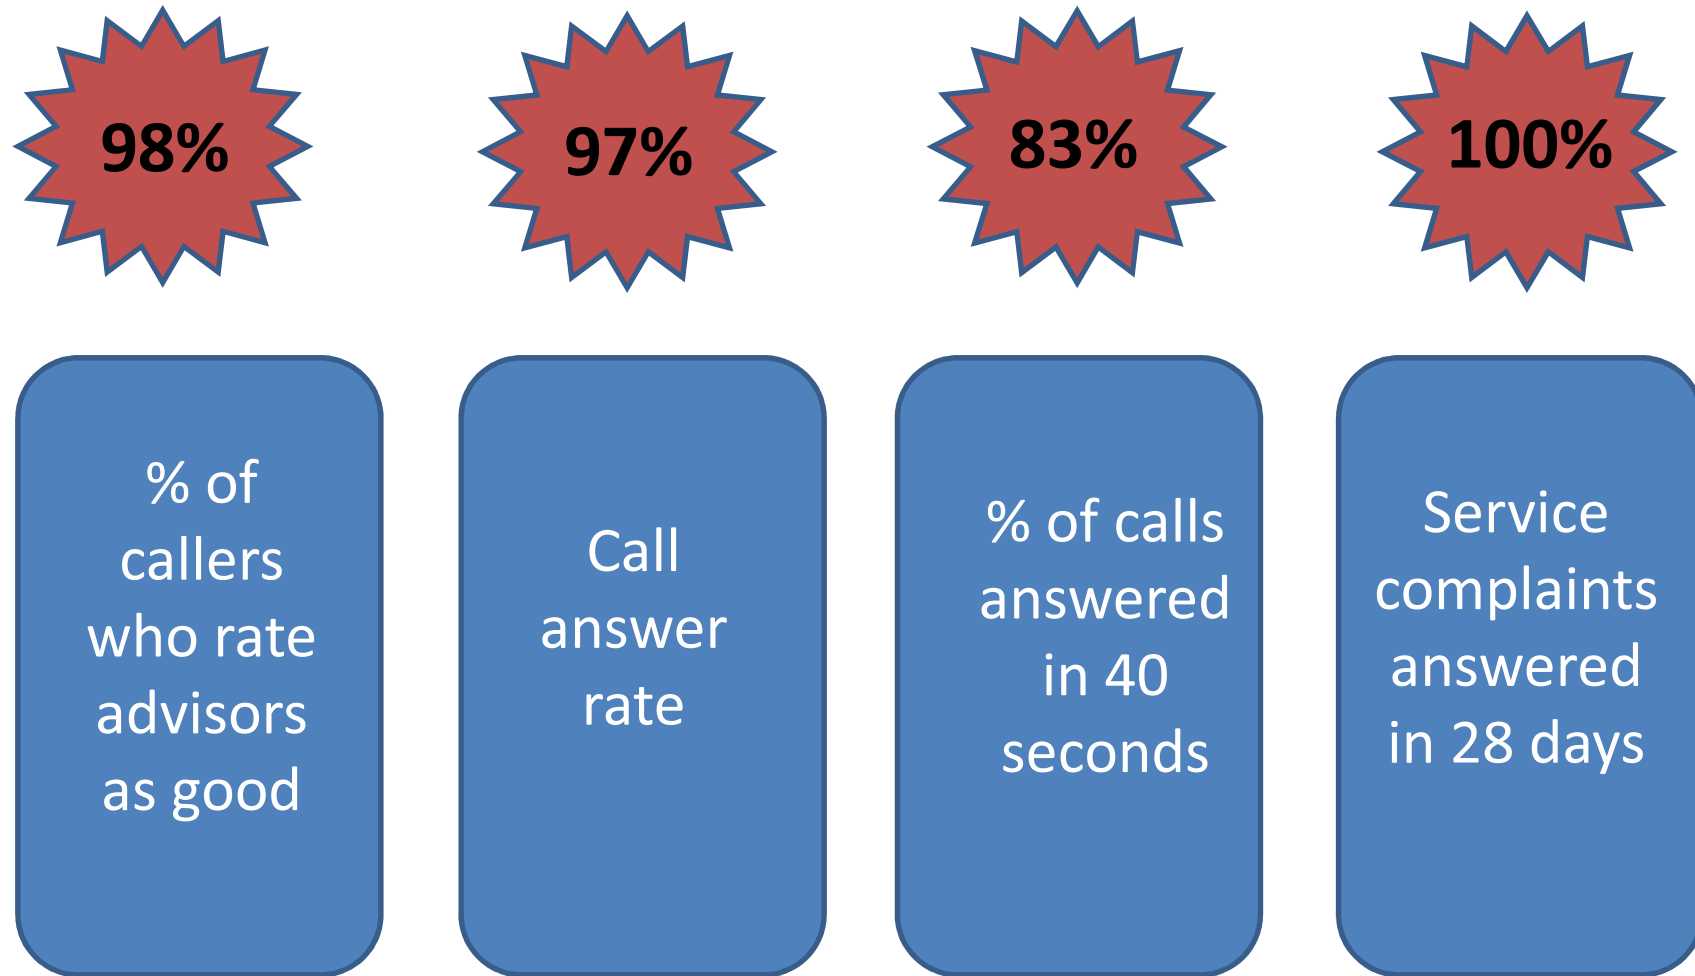 98%
97%
83%
100%
% of
callers
who rate
advisors
as good
Call
answer
rate
% of calls
answered
in 40
seconds
Service
complaints
answered
in 28 days